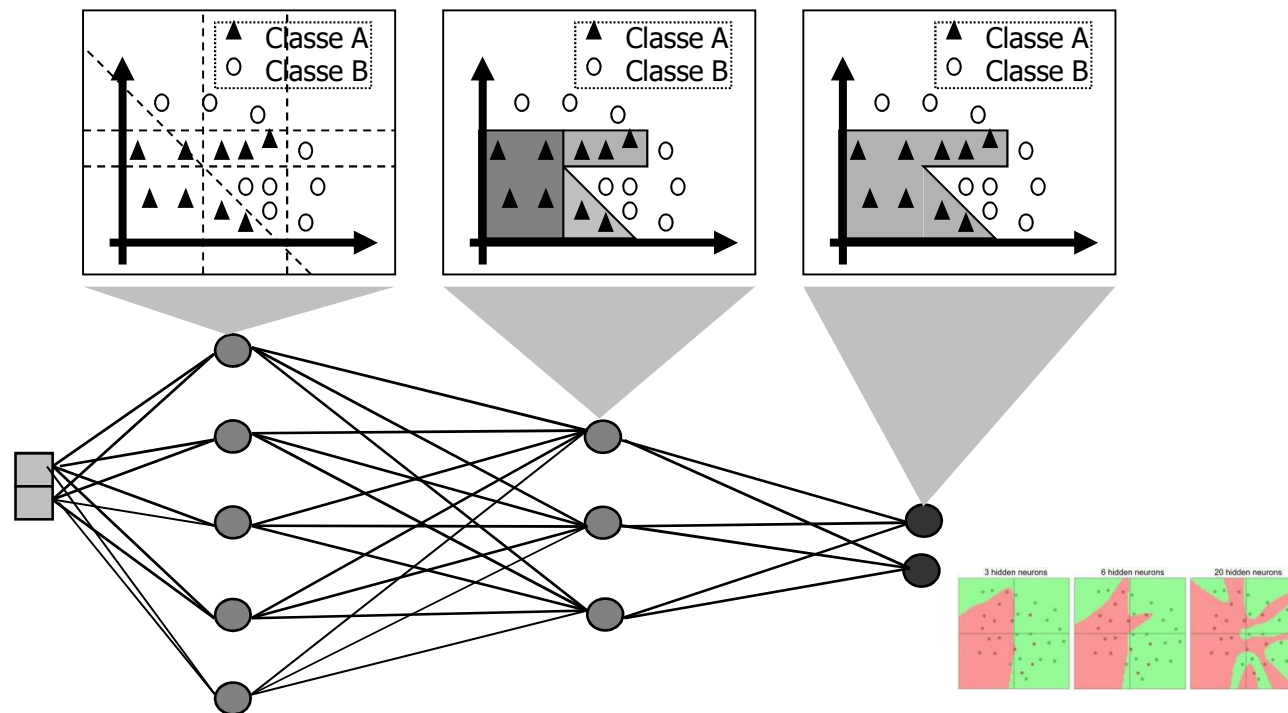 Classe A
Classe B
Classe A
Classe B
Classe A
Classe B
3 hidden neurons
6 hidden neurons
20 hidden neurons